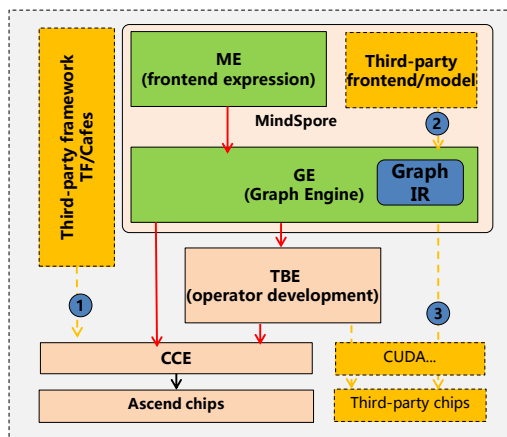 Third-party framework
TF/Cafes
ME
(frontend expression)
Third-party
frontend/model
MindSpore
2
GE
(Graph Engine)
Graph
IR
TBE
(operator development)
1
3
CCE
CUDA...
Ascend chips
Third-party chips